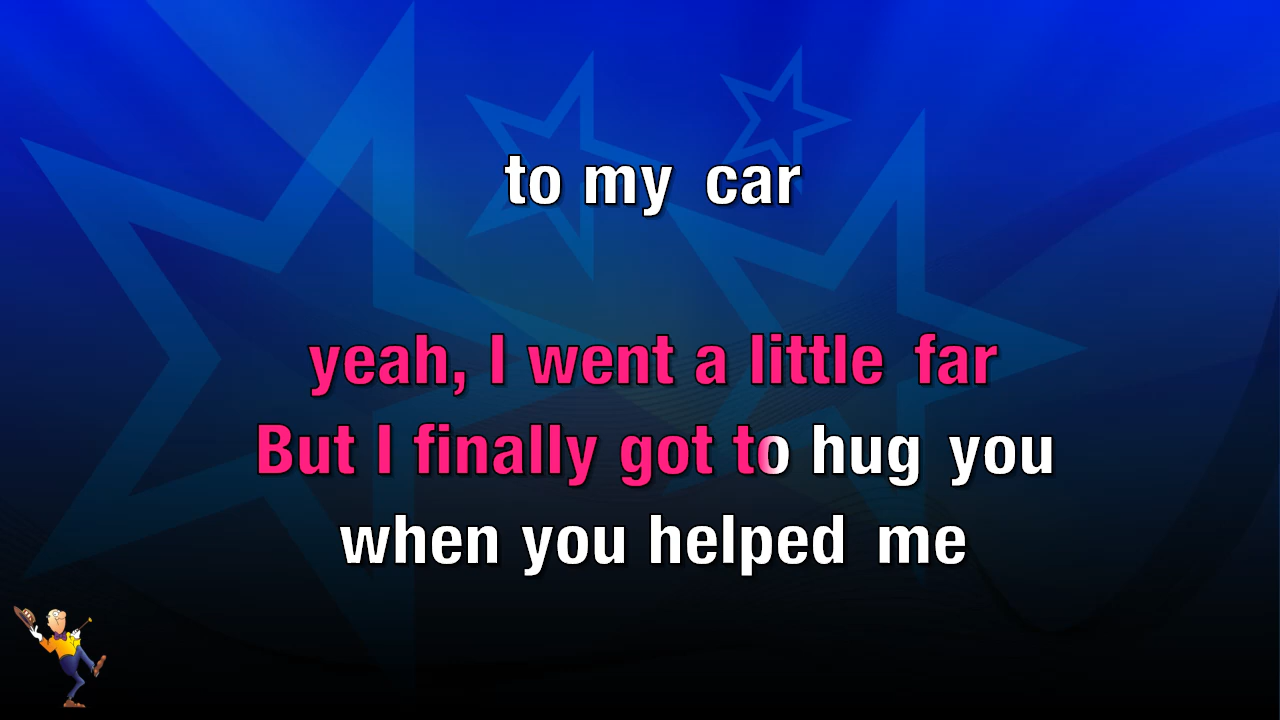 to my car
yeah, I went a little far
But I finally got to hug you
when you helped me